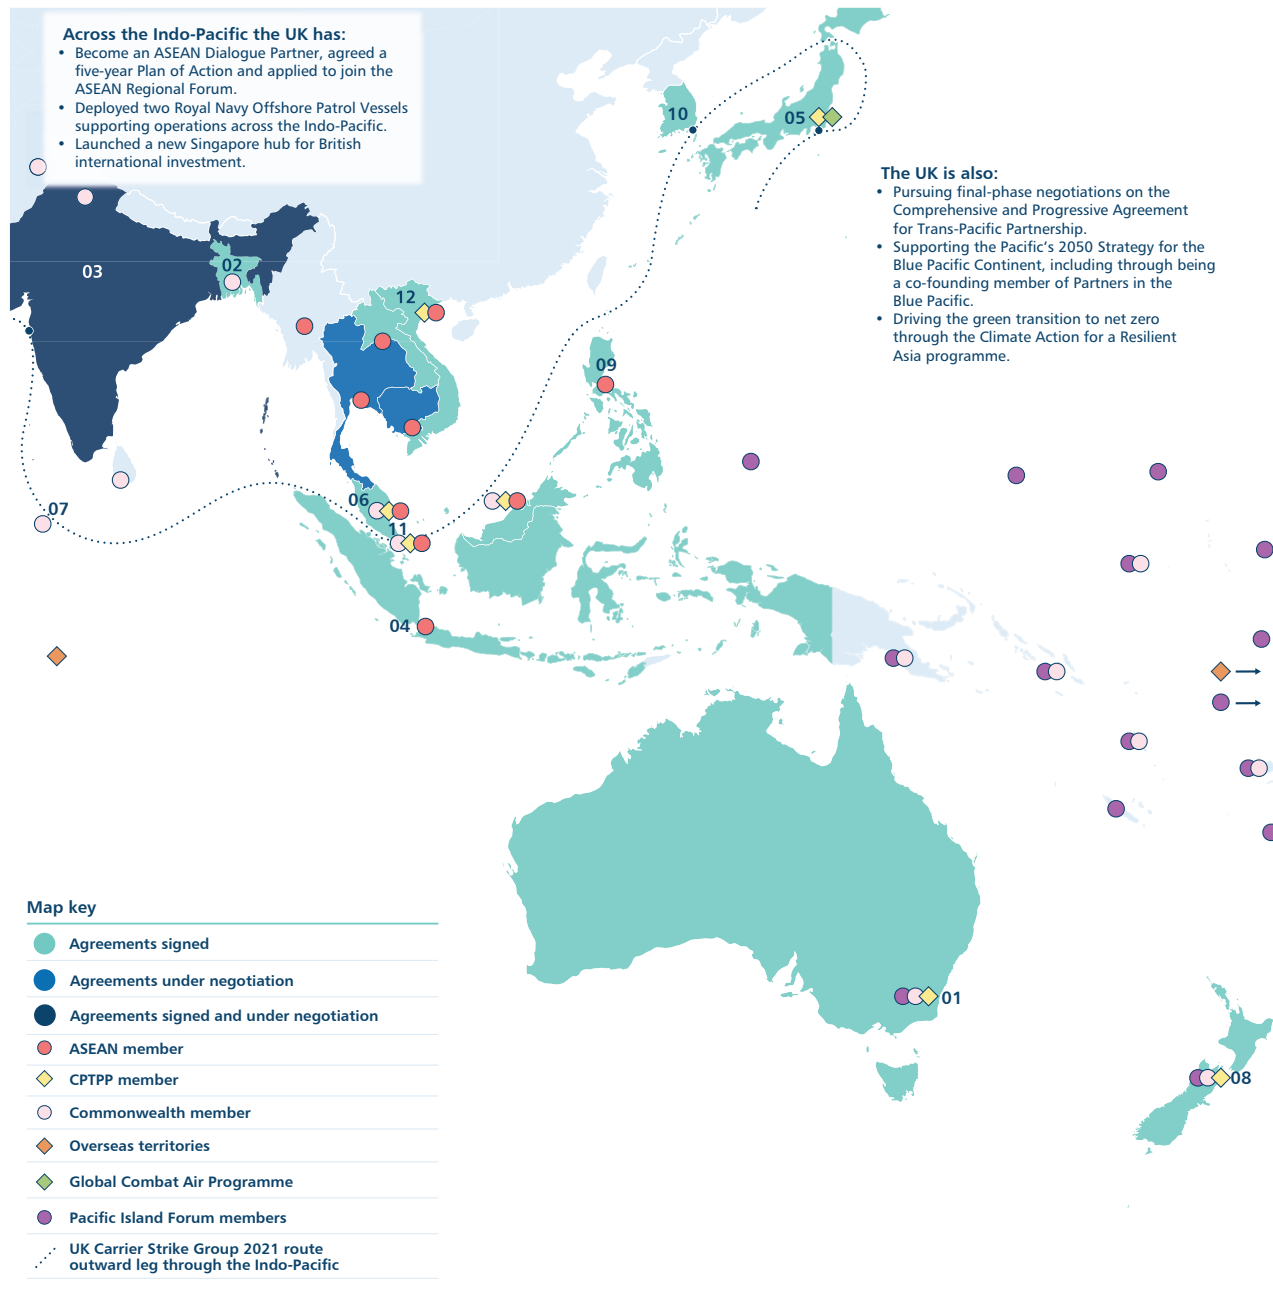 Across the Indo-Pacific the UK has:
• Become an ASEAN Dialogue Partner, agreed a
five-year Plan of Action and applied to join the
ASEAN Regional Forum.
• Deployed two Royal Navy Offshore Patrol Vessels
supporting operations across the Indo-Pacific.
• Launched a new Singapore hub for British
international investment.
10
05
The UK is also:
• Pursuing final-phase negotiations on the
Comprehensive and Progressive Agreement
for Trans-Pacific Partnership.
• Supporting the Pacific's 2050 Strategy for the
Blue Pacific Continent, including through being
a co-founding member of Partners in the
Blue Pacific.
• Driving the green transition to net zero
through the Climate Action for a Resilient
Asia programme.
03
02
12
09
07
06
11
04
01
08
Map key
Agreements signed
Agreements under negotiation
Agreements signed and under negotiation
ASEAN member
CPTPP member
Commonwealth member
Overseas territories
Global Combat Air Programme
Pacific Island Forum members
UK Carrier Strike Group 2021 route
outward leg through the Indo-Pacific